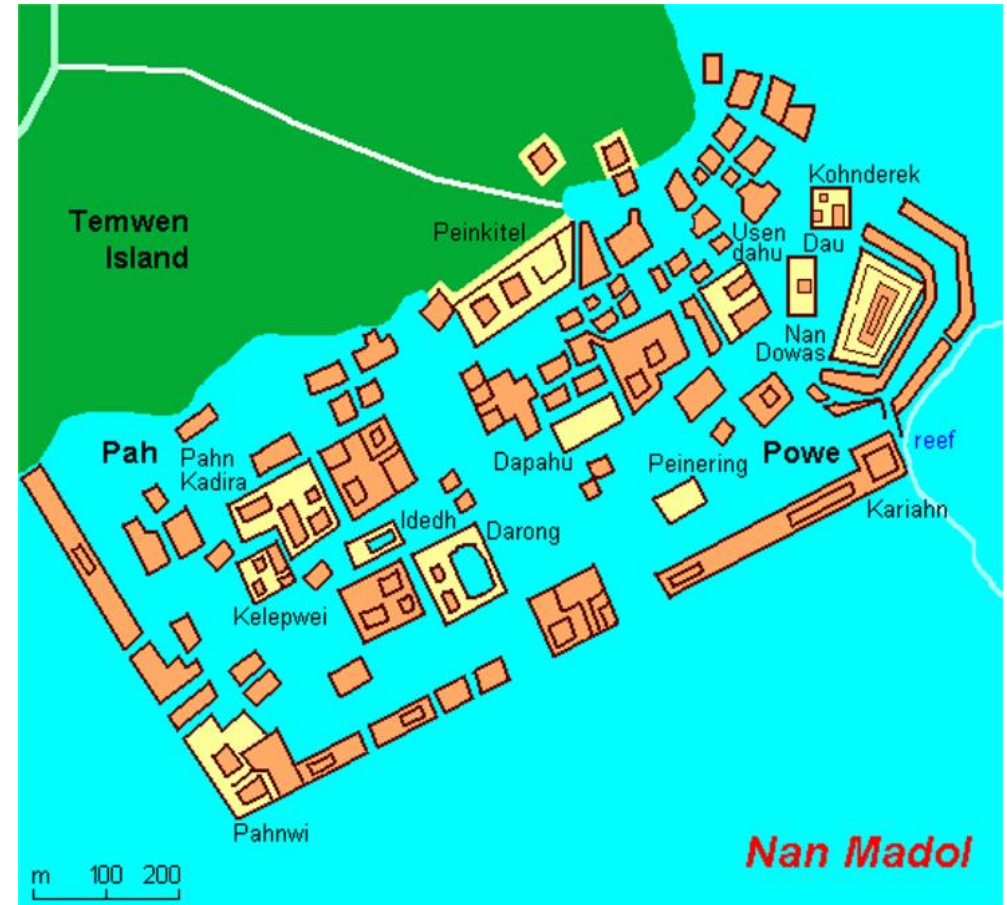 Kohnderek
Temwen
Island
Peinkitel
Usen
dahu
Dau
Nan
Dowas
Pah
Pahn
Kadira
Dapahu
Peinering
Powe
reef
Kariahn
Idedh
Darong
Kelepwei
Pahnwi
Nan Madol
m 100 200